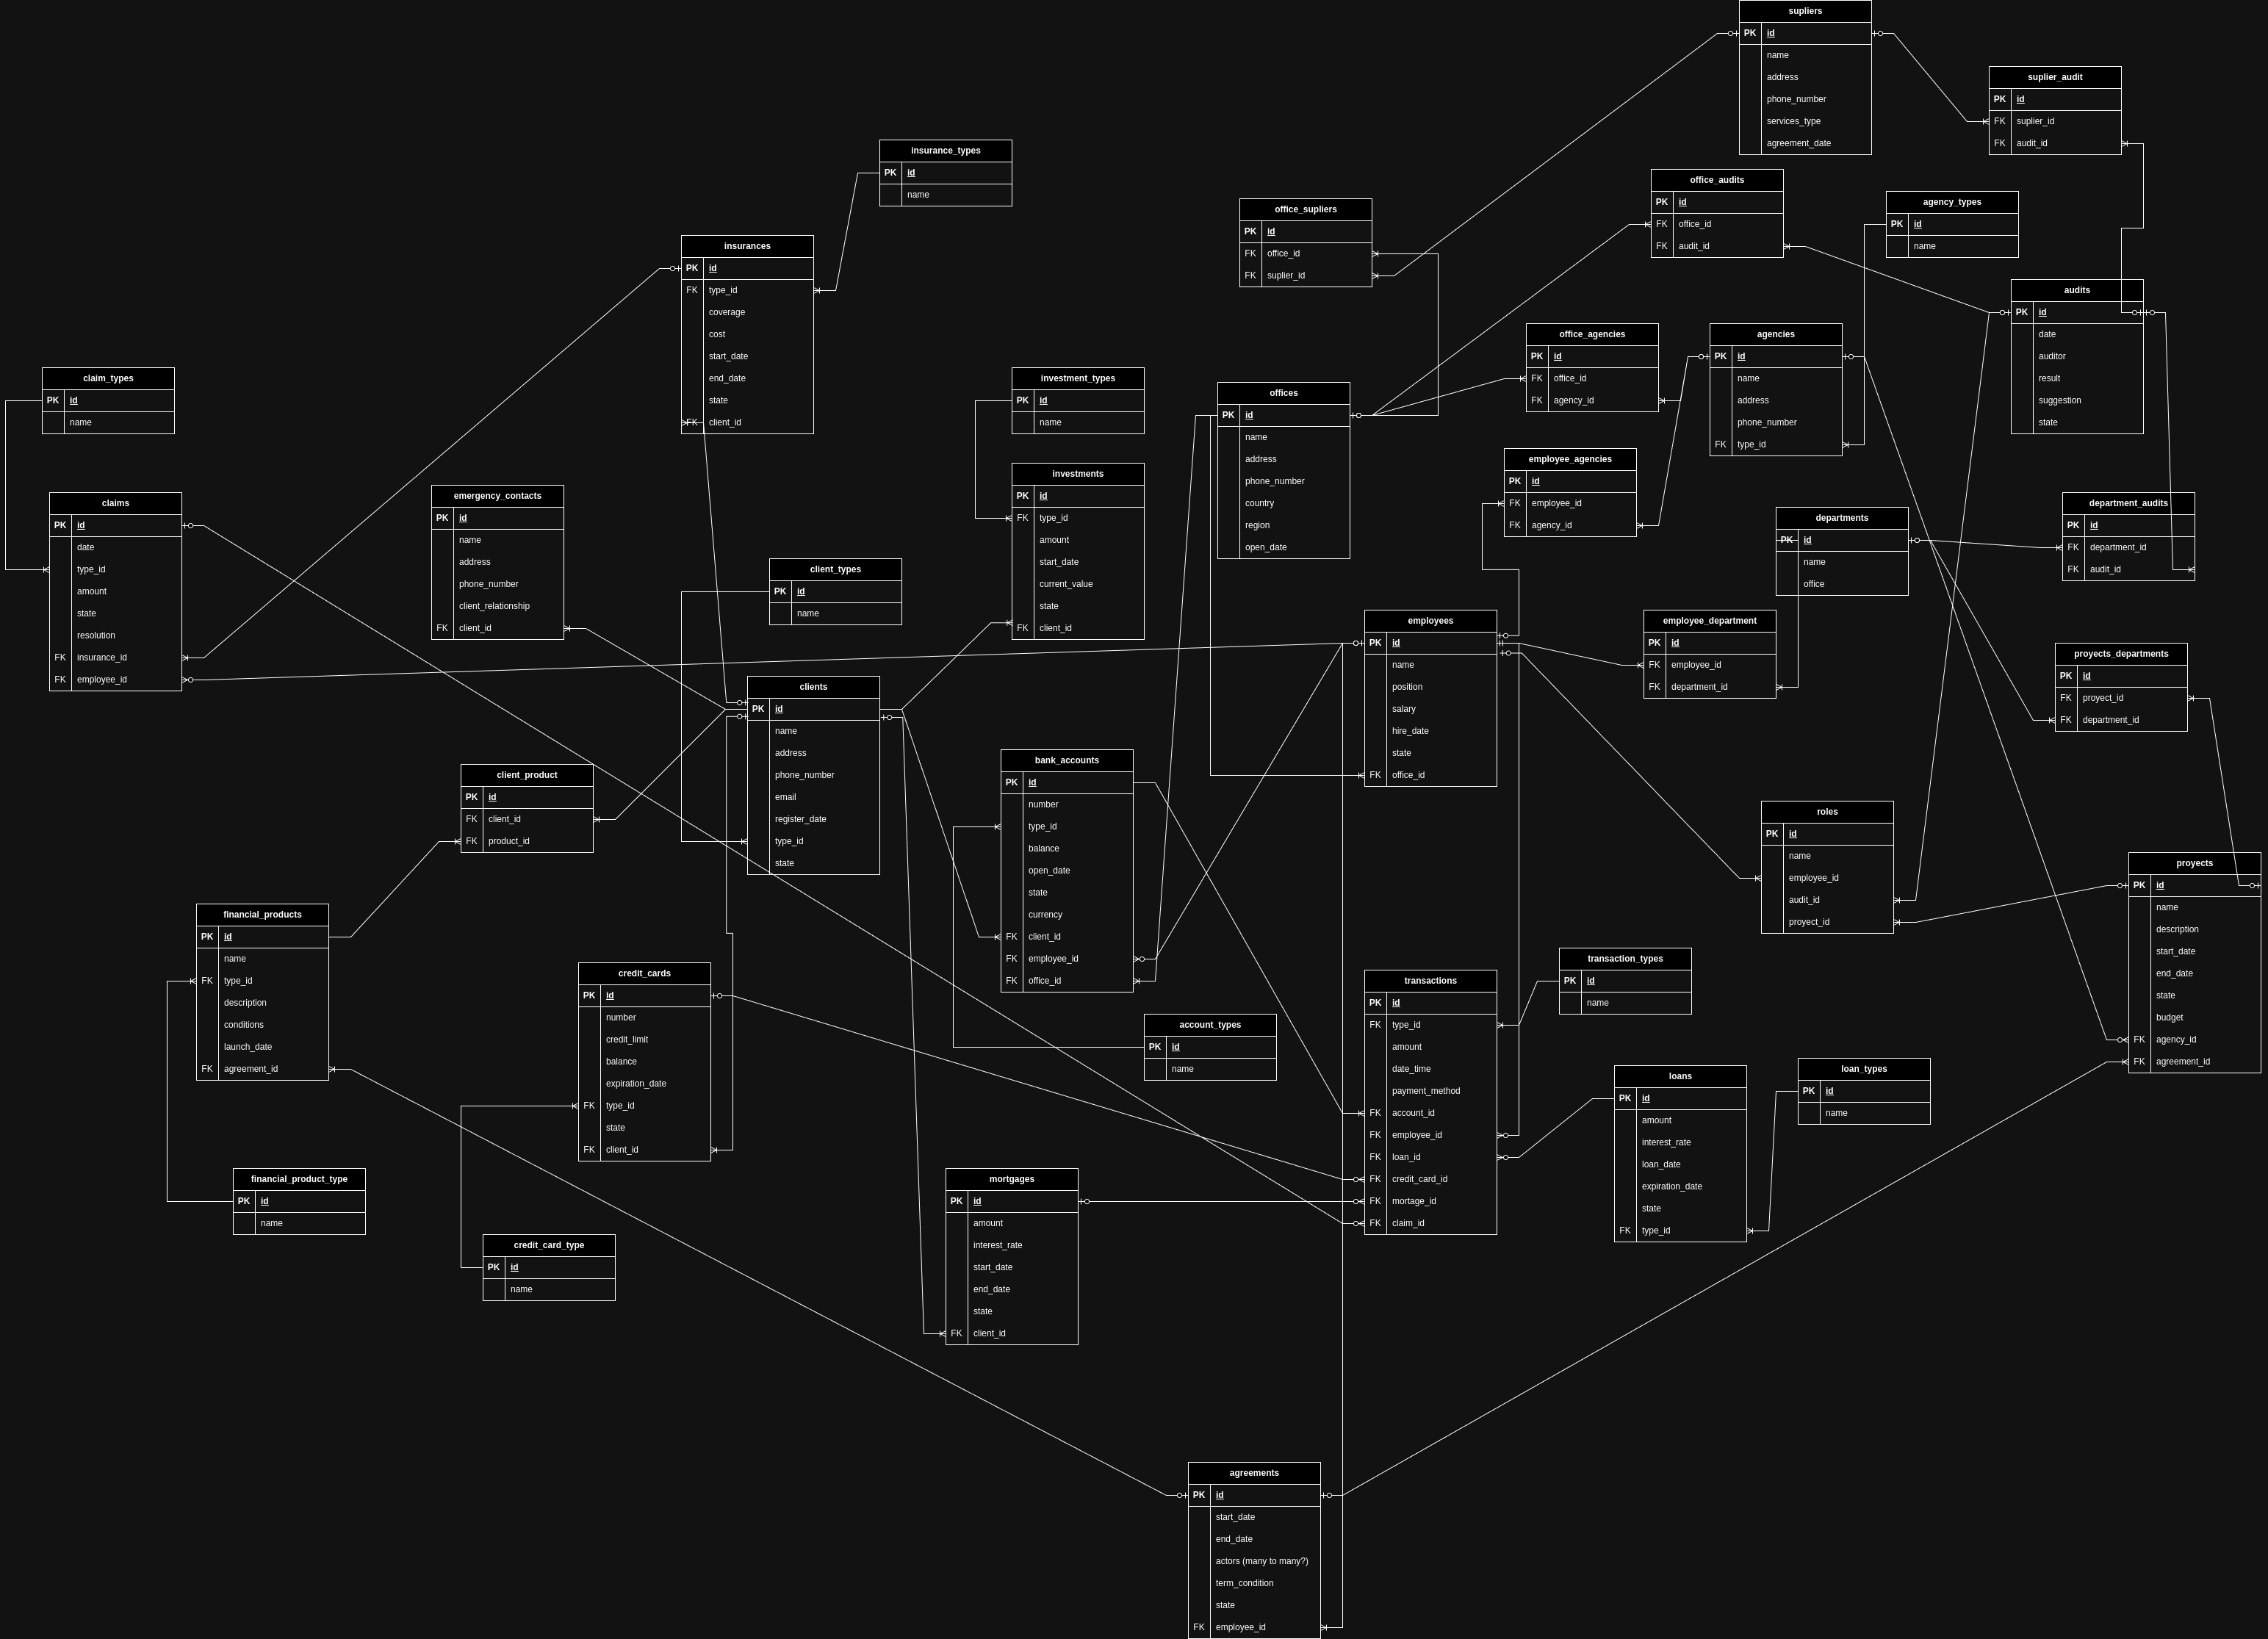 supliers
PK id
name
address
phone_number
services_type
agreement_date
suplier_audit
PK id
FK suplier_id
FK audit_id
insurance_types
PK id
name
office_audits
PK id
FK office_id
FK audit_id
agency_types
PK id
name
office_supliers
PK id
FK office_id
FK suplier_id
insurances
PK id
FK type_id
coverage
cost
start_date
end_date
state
FK client_id
audits
PK id
date
auditor
result
suggestion
state
office_agencies
PK id
FK office_id
FK agency_id
agencies
PK id
name
address
phone_number
FK type_id
claim_types
PK id
name
investment_types
PK id
name
offices
PK id
name
address
phone_number
country
region
open_date
employee_agencies
PK id
FK employee_id
FK agency_id
investments
PK id
FK type_id
amount
start_date
current_value
state
FK client_id
emergency_contacts
PK id
name
address
phone_number
client_relationship
FK client_id
claims
PK id
date
type_id
amount
state
resolution
FK insurance_id
FK employee_id
department_audits
PK id
FK department_id
FK audit_id
departments
PK id
name
office
client_types
PK id
name
employees
PK id
name
position
salary
hire_date
state
FK office_id
employee_department
PK id
FK employee_id
FK department_id
proyects_departments
PK id
FK proyect_id
FK department_id
clients
PK id
name
address
phone_number
email
register_date
type_id
state
bank_accounts
PK id
number
type_id
balance
open_date
state
currency
FK client_id
FK employee_id
FK office_id
client_product
PK id
FK client_id
FK product_id
roles
PK id
name
employee_id
audit_id
proyect_id
proyects
PK id
name
description
start_date
end_date
state
budget
FK agency_id
FK agreement_id
financial_products
PK id
name
FK type_id
description
conditions
launch_date
FK agreement_id
transaction_types
PK id
name
credit_cards
PK id
number
credit_limit
balance
expiration_date
FK type_id
state
FK client_id
transactions
PK id
FK type_id
amount
date_time
payment_method
FK account_id
FK employee_id
FK loan_id
FK credit_card_id
FK mortage_id
FK claim_id
account_types
PK id
name
loans
PK id
amount
interest_rate
loan_date
expiration_date
state
FK type_id
loan_types
PK id
name
financial_product_type
PK id
name
mortgages
PK id
amount
interest_rate
start_date
end_date
state
FK client_id
credit_card_type
PK id
name
agreements
PK id
start_date
end_date
actors (many to many?)
term_condition
state
FK employee_id